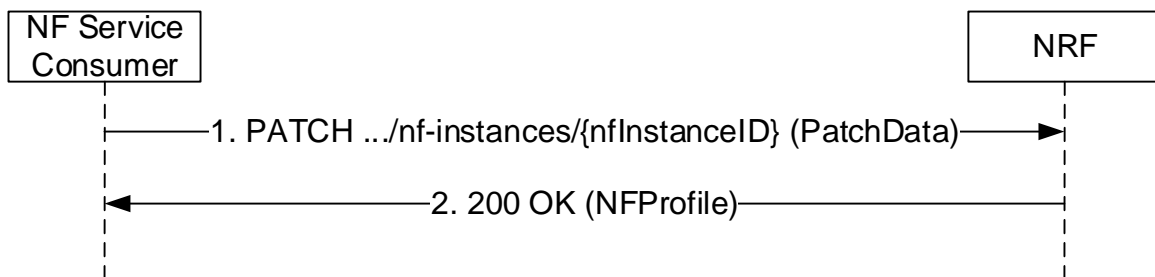 NF Service
Consumer
NRF
1. PATCH .../nf-instances/{nfInstanceID} (PatchData)
2. 200 OK (NFProfile)